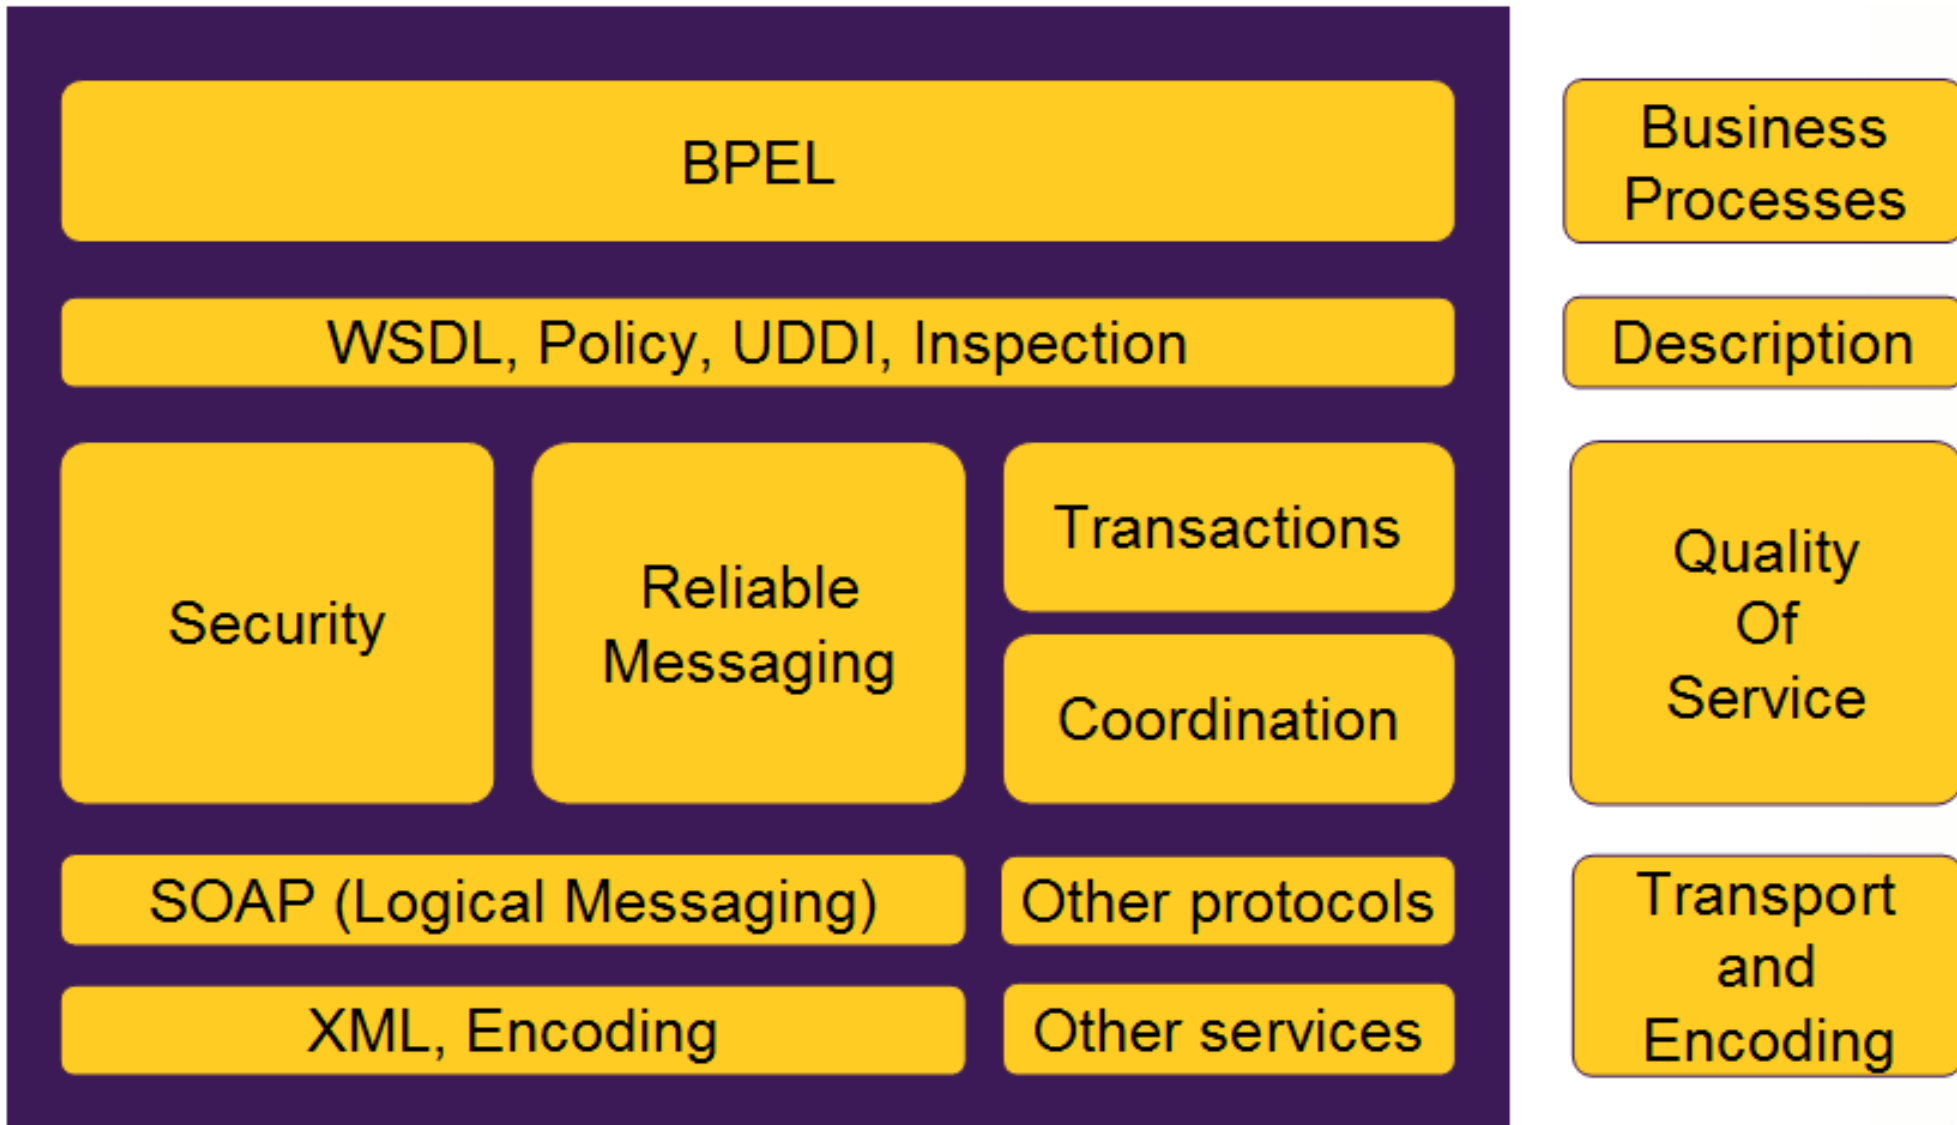 BPEL
Business
Processes
WSDL, Policy, UDDI, Inspection
Description
Security
Reliable
Messaging
Transactions
Coordination
Quality
Of
Service
SOAP (Logical Messaging)
Other protocols
XML, Encoding
Other services
Transport
and
Encoding